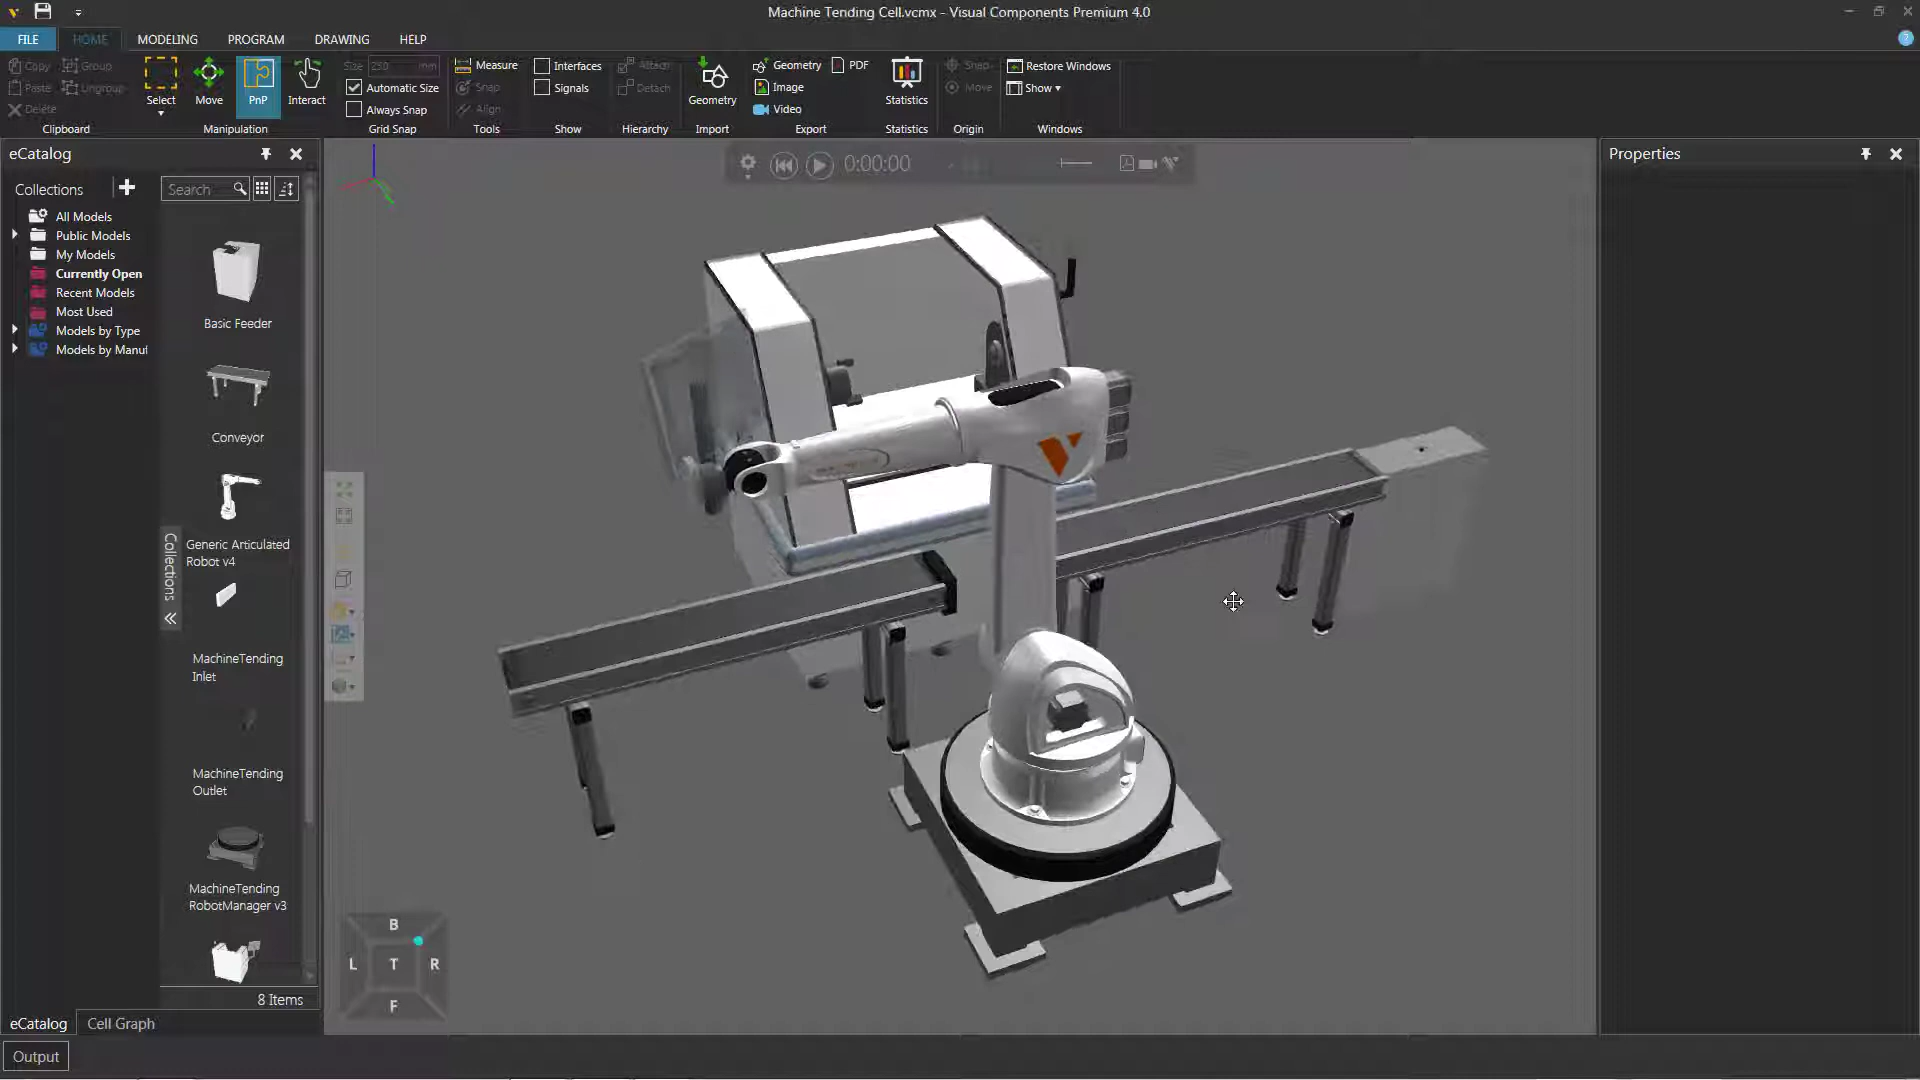 Machine Tending Cell.vcmx - Visual Components Premium 4.0
FILE HOME MODELING PROGRAM DRAWING HELP
Copy Group
Paste Ungroup
Delete
Clipboard
Select Move PnP Interact
Manipulation
Size 250 mm
Automatic Size
Always Snap
Grid Snap
Measure
Snap
Align
Tools
Interfaces
Signals
Show
Attach
Detach
Hierarchy
Geometry
Import
Geometry PDF
Image
Video
Export
Statistics
Statistics
Snap
Move
Origin
Restore Windows
Show
Windows
eCatalog
Collections
Search
All Models
Public Models
My Models
Currently Open
Recent Models
Most Used
Models by Type
Models by Manuf
Collections
Basic Feeder
Conveyor
Generic Articulated
Robot v4
MachineTending
Inlet
MachineTending
Outlet
MachineTending
RobotManager v3
8 Items
eCatalog Cell Graph
Output
0:00:00
B
L T R
F
Properties